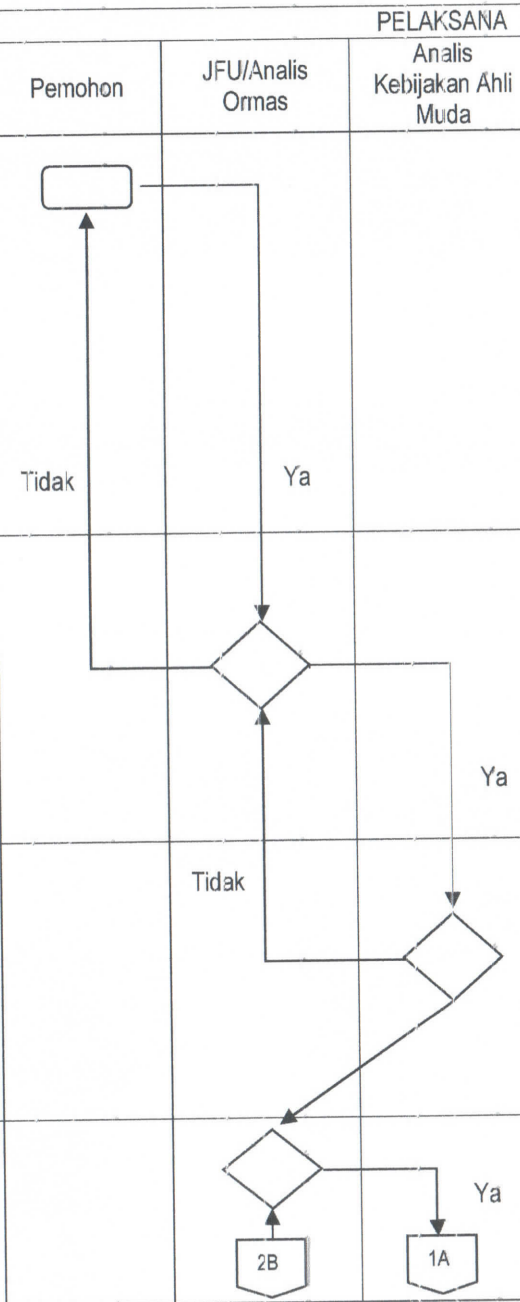 PELAKSANA
Pemohon
JFU/Analis
Ormas
Analis
Kebijakan Ahli
Muda
Tidak
Ya
Ya
Tidak
Ya
2B
1A